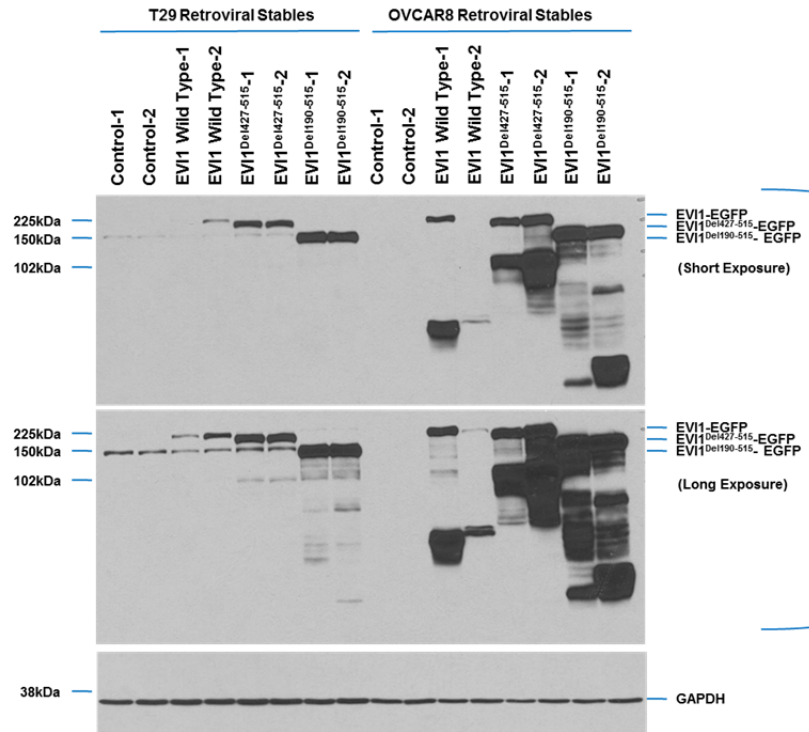 T29 Retroviral Stables
OVCAR8 Retroviral Stables
Control-1
Control-2
EVI1 Wild Type-1
EVI1 Wild Type-2
EVI1Del427-515-1
EVI1Del427-515-2
EVI1Del190-515-1
EVI1Del190-515-2
Control-1
Control-2
EVI1 Wild Type-1
EVI1 Wild Type-2
EVI1Del427-515-1
EVI1Del427-515-2
EVI1Del190-515-1
EVI1Del190-515-2
225kDa
150kDa
102kDa
EVI1-EGFP
EVI1Del427-515-EGFP
EVI1Del190-515- EGFP
(Short Exposure)
225kDa
150kDa
102kDa
EVI1-EGFP
EVI1Del427-515-EGFP
EVI1Del190-515- EGFP
(Long Exposure)
38kDa
GAPDH